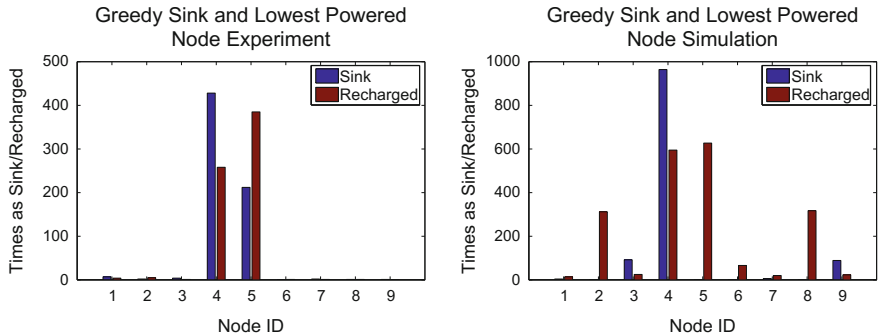 Greedy Sink and Lowest Powered
Node Experiment
500
400
300
200
100
0
Times as Sink/Recharged
Sink
Recharged
1 2 3 4 5 6 7 8 9
Node ID
Greedy Sink and Lowest Powered
Node Simulation
1000
800
600
400
200
0
Times as Sink/Recharged
Sink
Recharged
1 2 3 4 5 6 7 8 9
Node ID